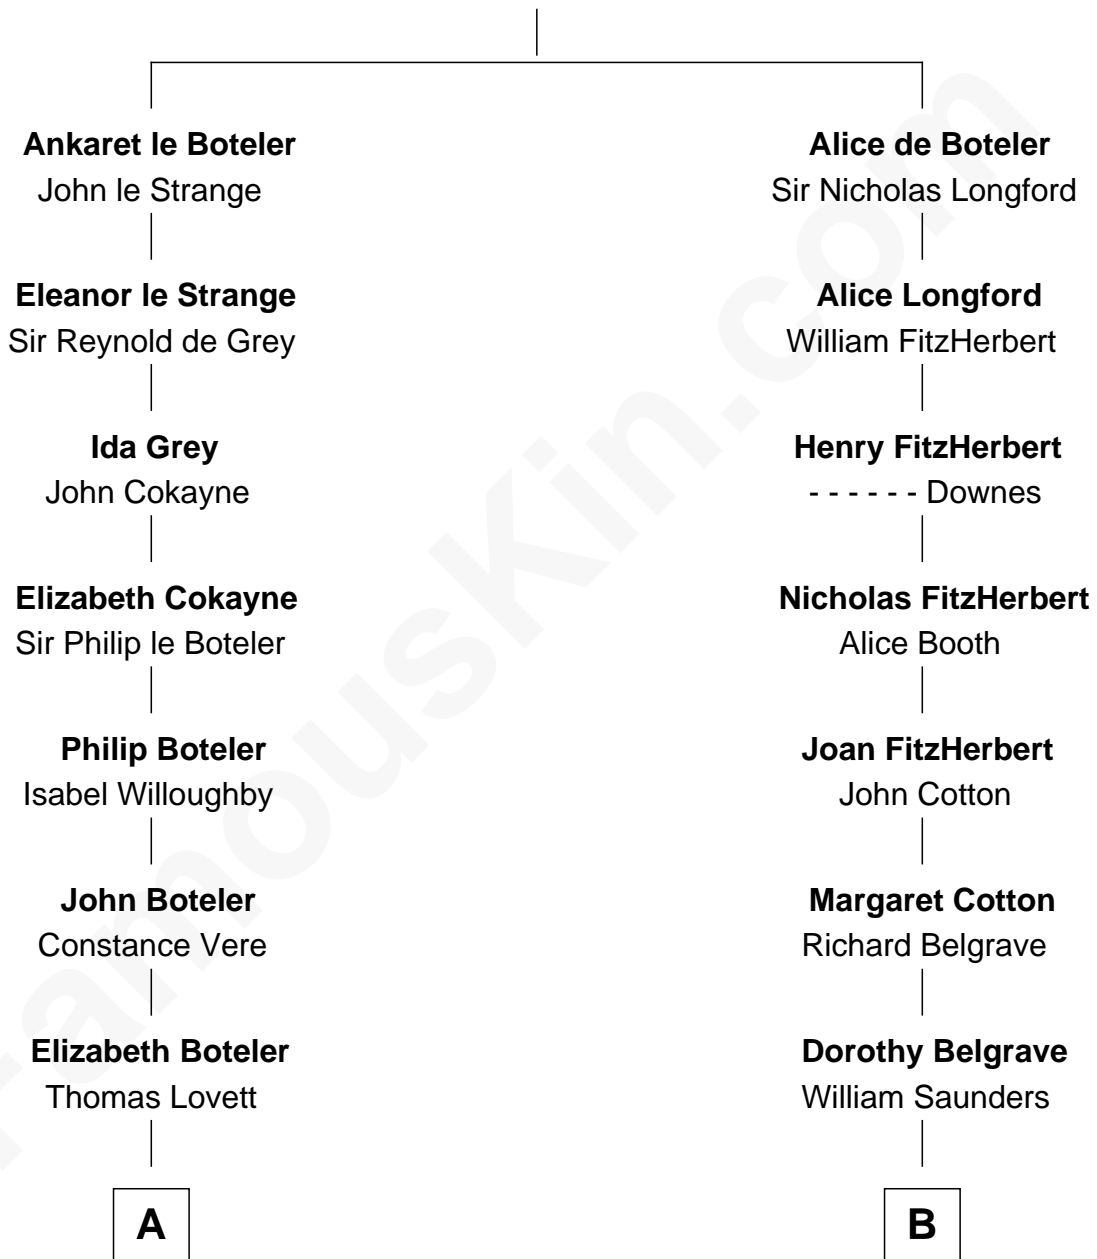 Ankaret le Boteler
John le Strange
Eleanor le Strange
Sir Reynold de Grey
Ida Grey
John Cokayne
Elizabeth Cokayne
Sir Philip le Boteler
Philip Boteler
Isabel Willoughby
John Boteler
Constance Vere
Elizabeth Boteler
Thomas Lovett
A
Alice de Boteler
Sir Nicholas Longford
Alice Longford
William FitzHerbert
Henry FitzHerbert
- - - - - - Downes
Nicholas FitzHerbert
Alice Booth
Joan FitzHerbert
John Cotton
Margaret Cotton
Richard Belgrave
Dorothy Belgrave
William Saunders
B
FamousKin.com